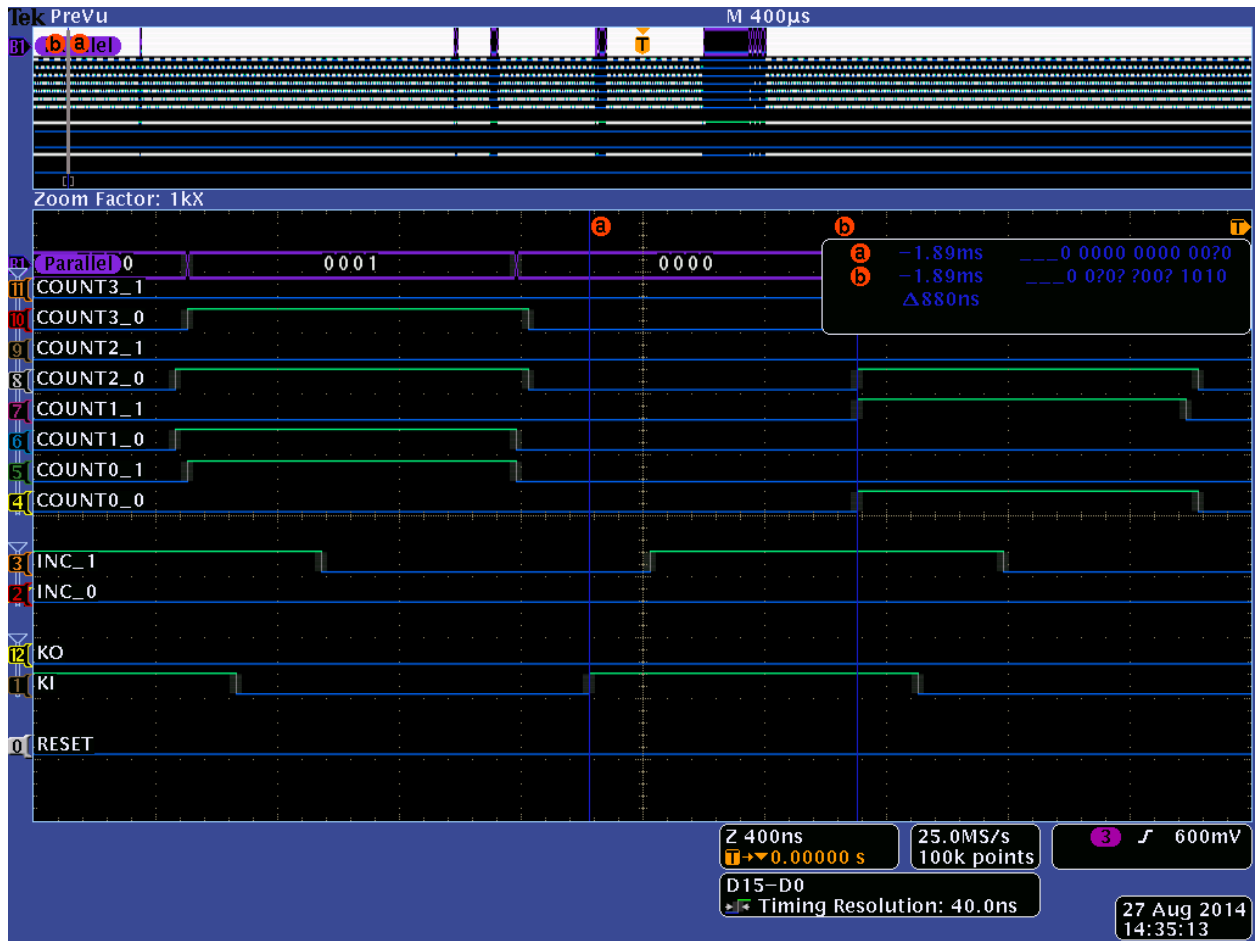 Tek PreVu M 400µs
B1 Parallel
b a
T
Zoom Factor: 1kX
a b T
B1 Parallel 0 0001 0000
a −1.89ms ___0 0000 0000 00?0
b −1.89ms ___0 0?0? ?00? 1010
Δ880ns
11 COUNT3_1
10 COUNT3_0
9 COUNT2_1
8 COUNT2_0
7 COUNT1_1
6 COUNT1_0
5 COUNT0_1
4 COUNT0_0
3 INC_1
2 INC_0
12 KO
1 KI
0 RESET
Z 400ns 25.0MS/s 3 600mV
T→▼0.00000 s 100k points
D15−D0
Timing Resolution: 40.0ns
27 Aug 2014
14:35:13